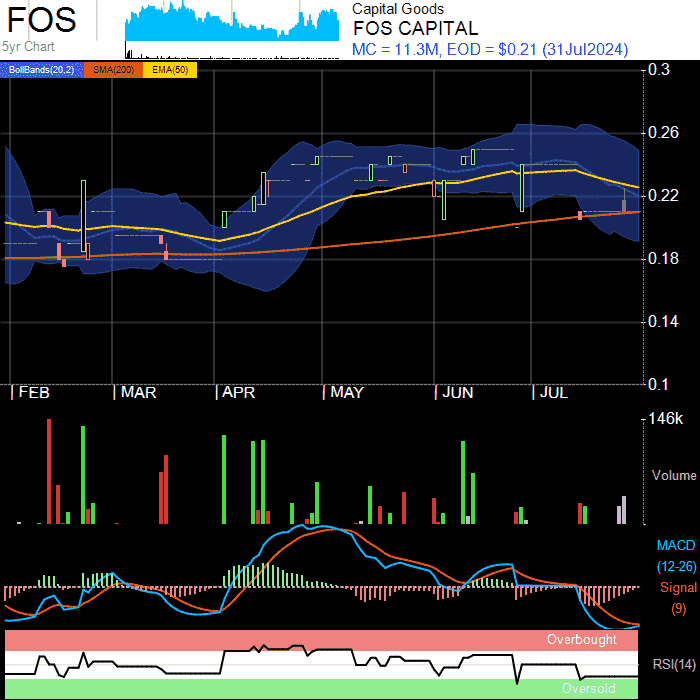 FOS
5yr Chart
Capital Goods
FOS CAPITAL
MC = 11.3M, EOD = $0.21 (31Jul2024)
BollBands(20,2) SMA(200) EMA(50)
0.3
0.26
0.22
0.18
0.14
0.1
FEB MAR APR MAY JUN JUL
146k
Volume
MACD
(12-26)
Signal
(9)
Overbought
RSI(14)
Oversold